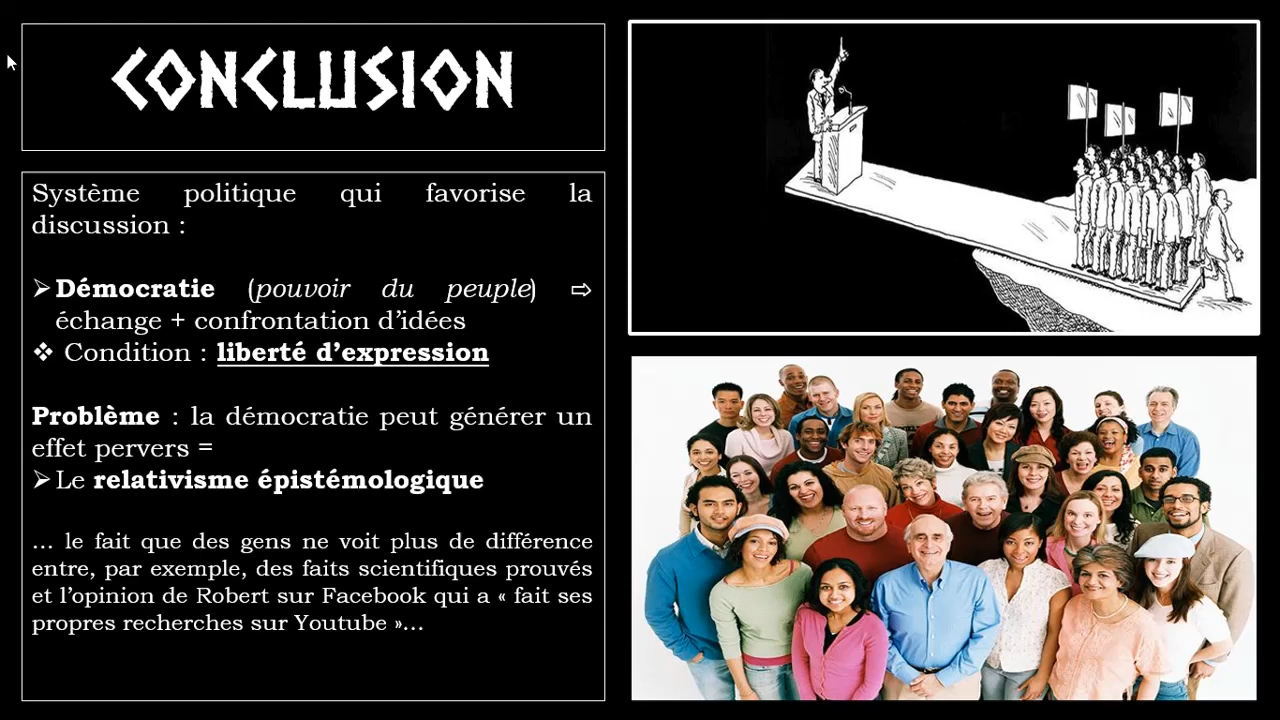 CONCLUSION
Système politique qui favorise la
discussion :
➢ Démocratie (pouvoir du peuple) ⇨
échange + confrontation d’idées
❖ Condition : liberté d’expression
Problème : la démocratie peut générer un
effet pervers =
➢ Le relativisme épistémologique
… le fait que des gens ne voit plus de différence
entre, par exemple, des faits scientifiques prouvés
et l’opinion de Robert sur Facebook qui a « fait ses
propres recherches sur Youtube »…